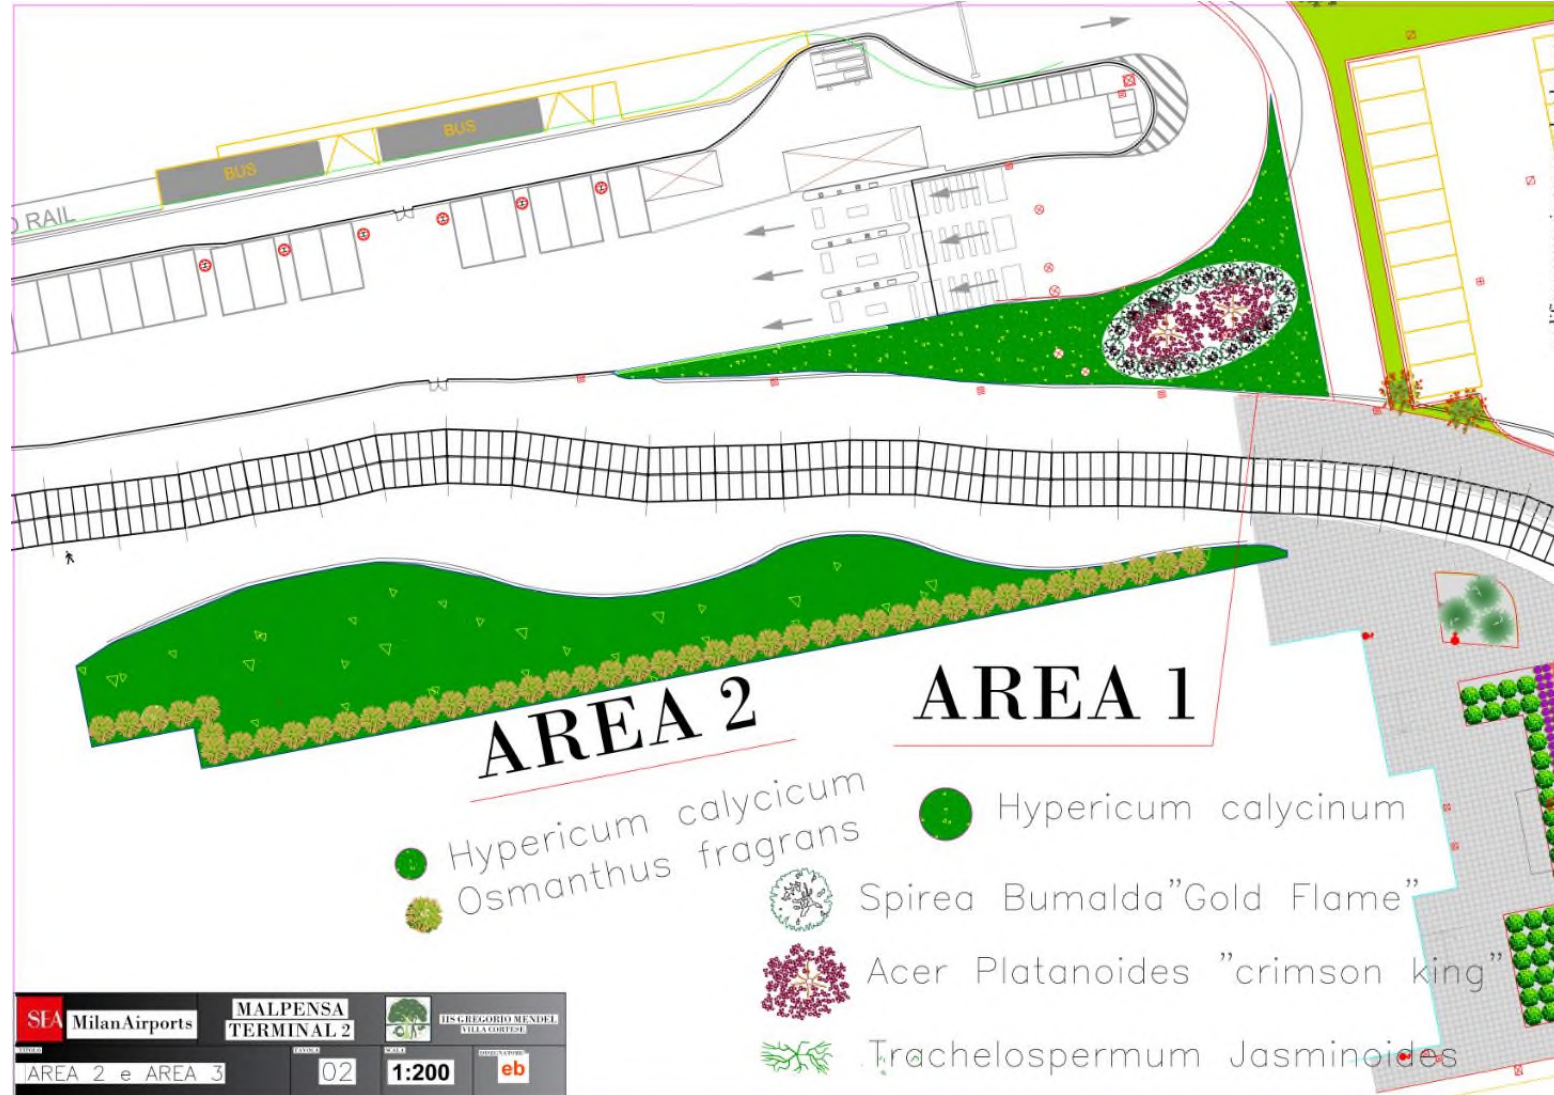 BUS
BUS
RAIL
AREA 2
AREA 1
Hypericum calycicum
Osmanthus fragrans
Hypericum calycinum
Spirea Bumalda"Gold Flame"
Acer Platanoides "crimson king"
Trachelospermum Jasminoides
SEA MilanAirports
MALPENSA
TERMINAL 2
IIS GREGORIO MENDEL
VILLA CORTESE
AREA 2 e AREA 3
02
1:200
eb